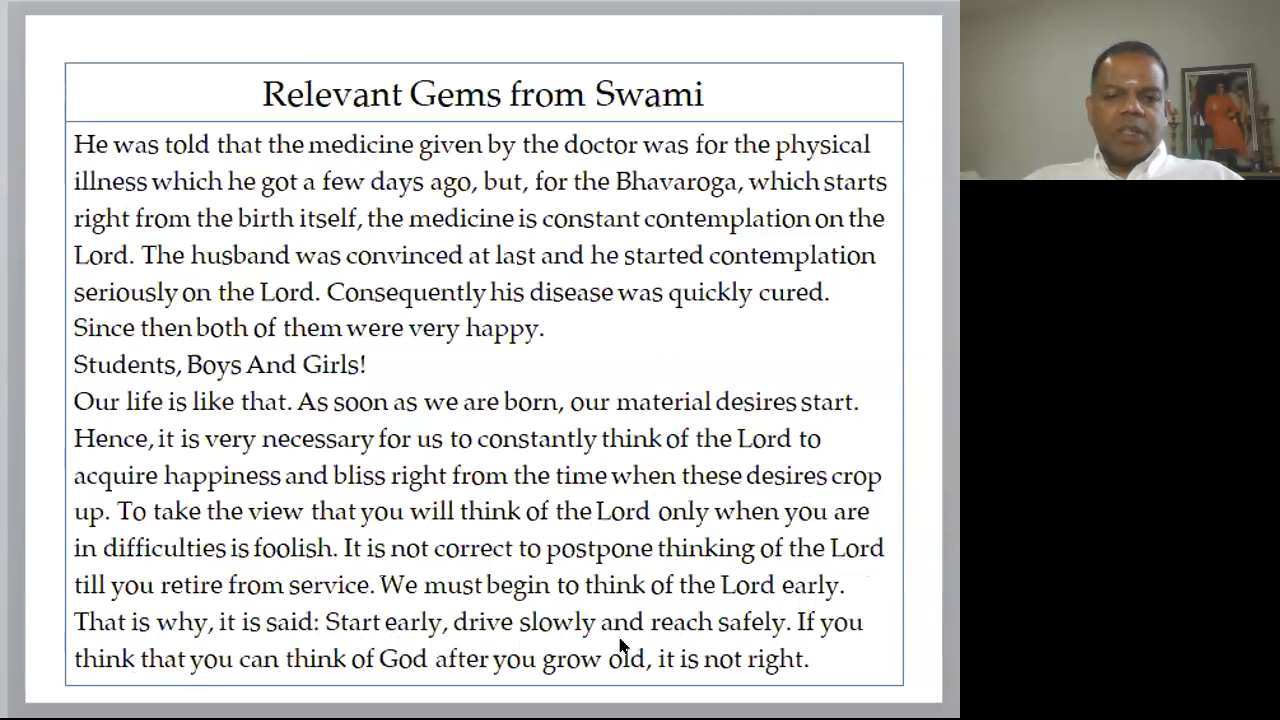 Relevant Gems from Swami
He was told that the medicine given by the doctor was for the physical
illness which he got a few days ago, but, for the Bhavaroga, which starts
right from the birth itself, the medicine is constant contemplation on the
Lord. The husband was convinced at last and he started contemplation
seriously on the Lord. Consequently his disease was quickly cured.
Since then both of them were very happy.
Students, Boys And Girls!
Our life is like that. As soon as we are born, our material desires start.
Hence, it is very necessary for us to constantly think of the Lord to
acquire happiness and bliss right from the time when these desires crop
up. To take the view that you will think of the Lord only when you are
in difficulties is foolish. It is not correct to postpone thinking of the Lord
till you retire from service. We must begin to think of the Lord early.
That is why, it is said: Start early, drive slowly and reach safely. If you
think that you can think of God after you grow old, it is not right.